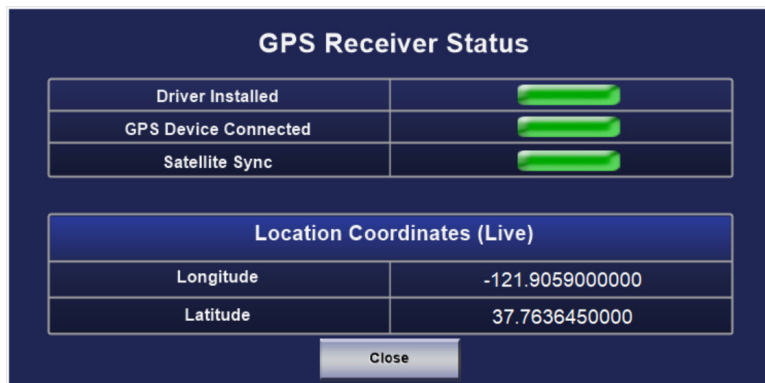 GPS Receiver Status
Driver Installed
GPS Device Connected
Satellite Sync
Location Coordinates (Live)
Longitude -121.9059000000
Latitude 37.7636450000
Close